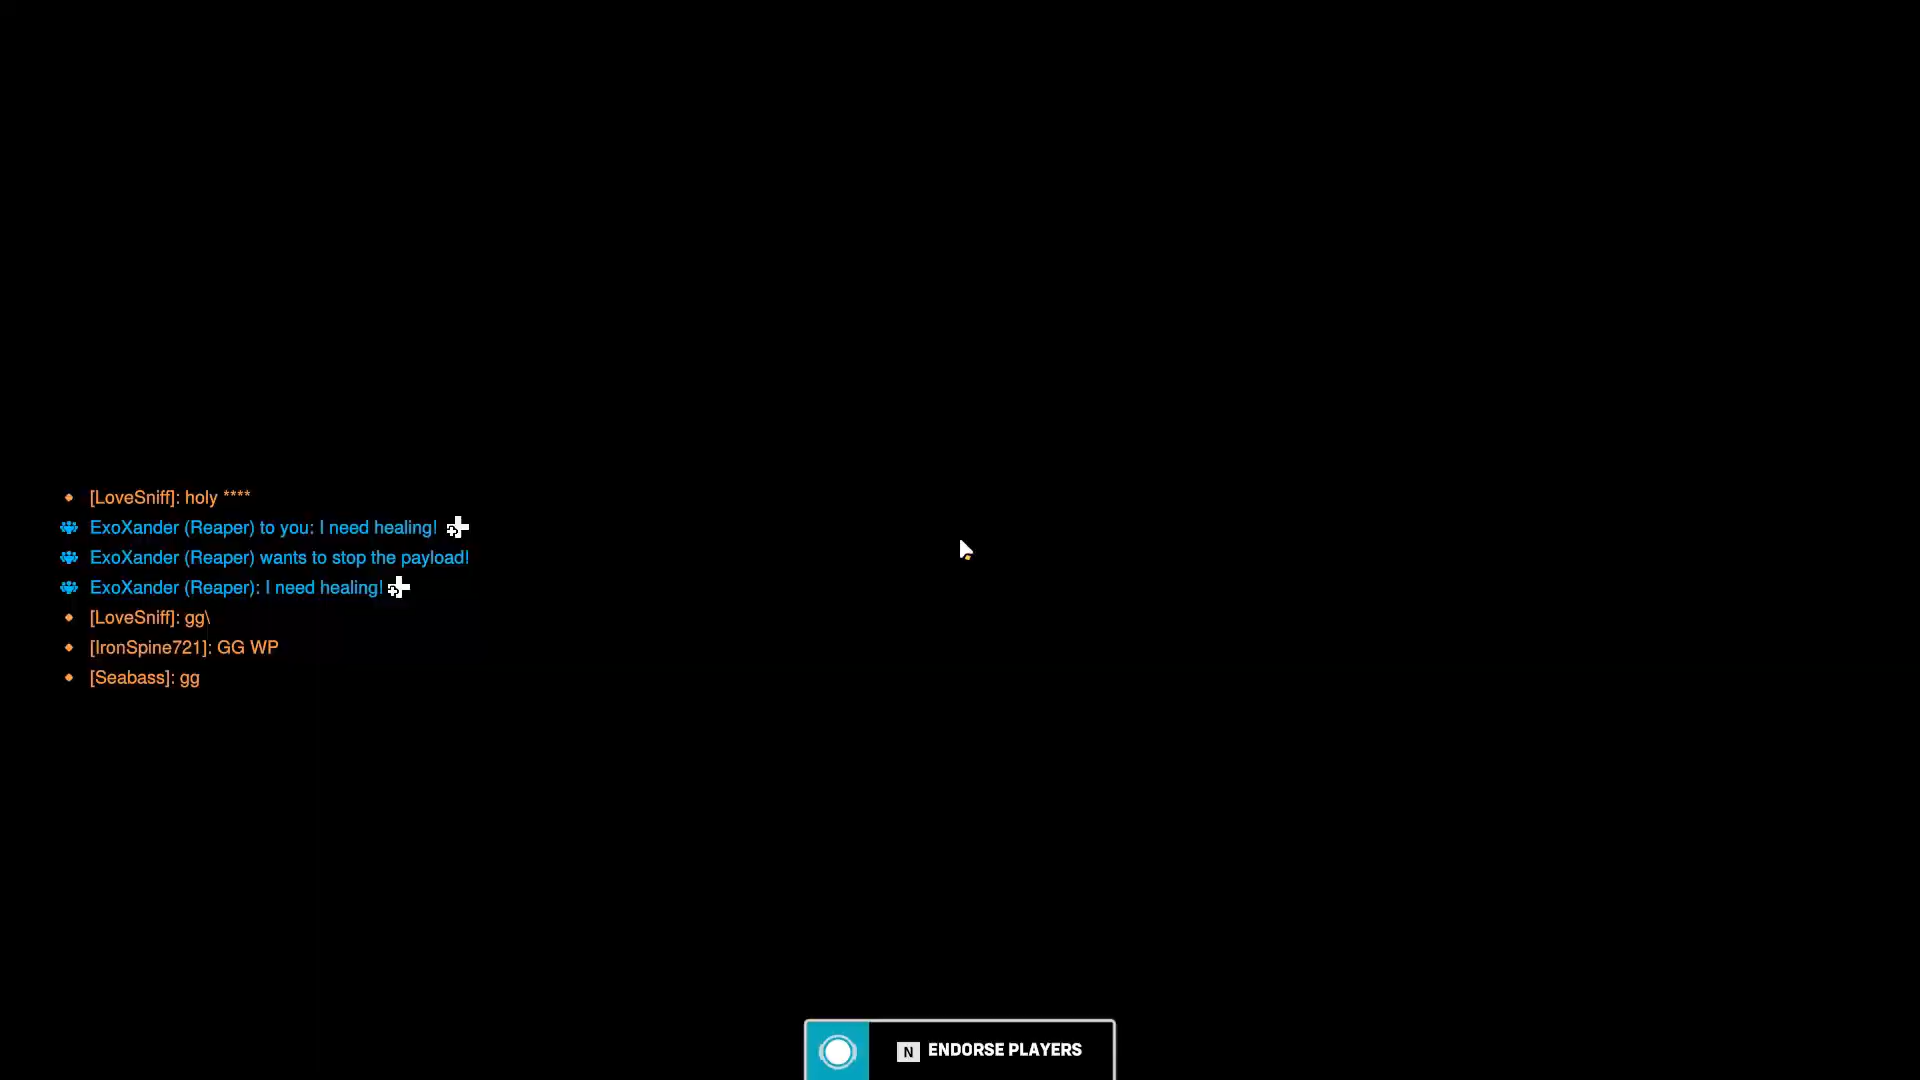 [LoveSniff]: holy ****
ExoXander (Reaper) to you: I need healing!
ExoXander (Reaper) wants to stop the payload!
ExoXander (Reaper): I need healing!
[LoveSniff]: gg\
[IronSpine721]: GG WP
[Seabass]: gg
N ENDORSE PLAYERS